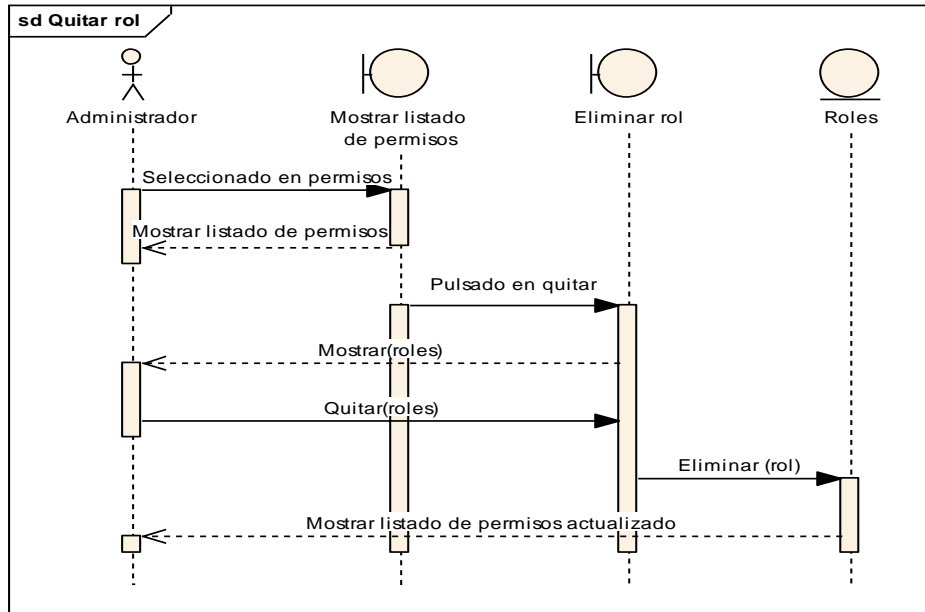 sd Quitar rol
Administrador
Mostrar listado
de permisos
Eliminar rol
Roles
Seleccionado en permisos
Mostrar listado de permisos
Pulsado en quitar
Mostrar(roles)
Quitar(roles)
Eliminar (rol)
Mostrar listado de permisos actualizado